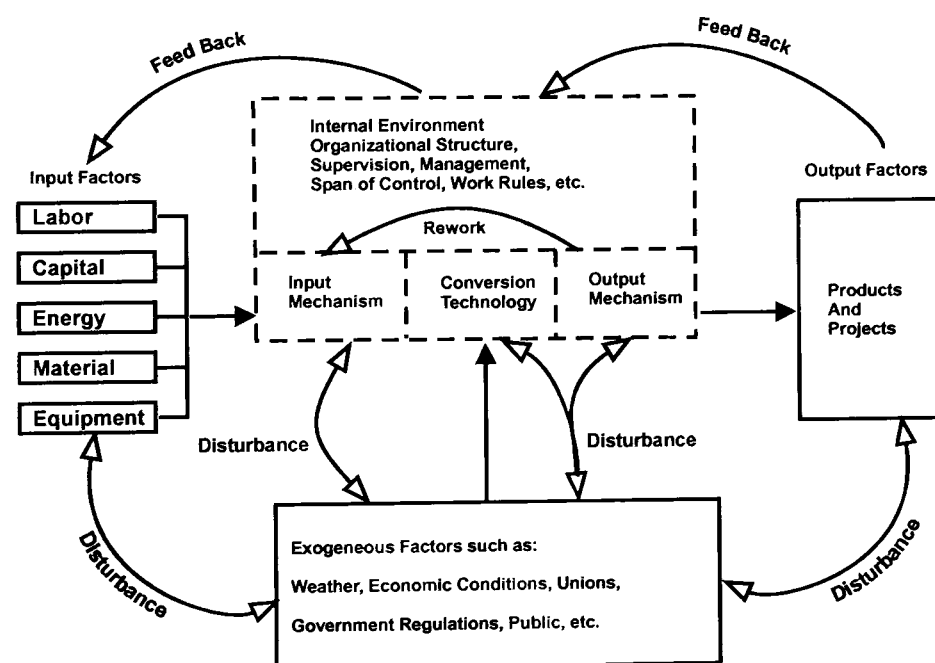 Feed Back
Feed Back
Internal Environment
Organizational Structure,
Supervision, Management,
Span of Control, Work Rules, etc.
Input Factors
Output Factors
Labor
Capital
Energy
Material
Equipment
Rework
Input
Mechanism
Conversion
Technology
Output
Mechanism
Products
And
Projects
Disturbance
Disturbance
Disturbance
Disturbance
Exogeneous Factors such as:
Weather, Economic Conditions, Unions,
Government Regulations, Public, etc.